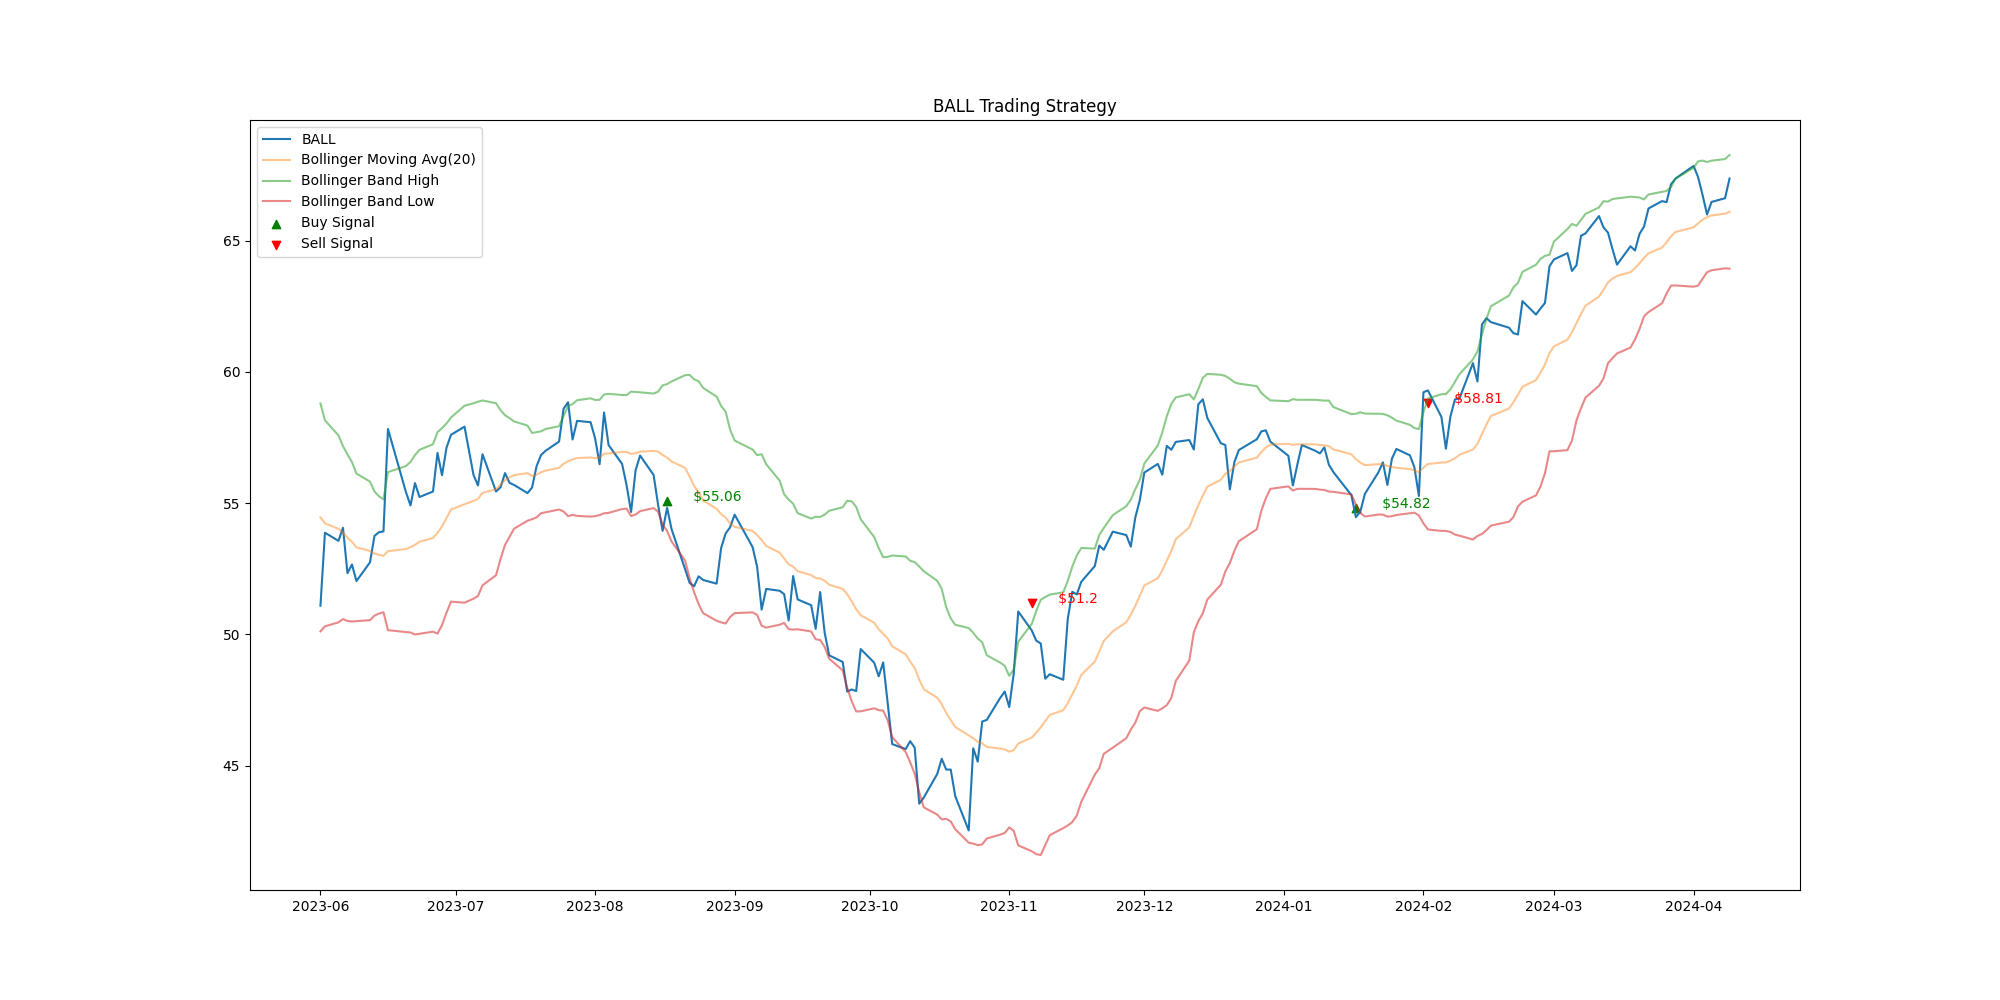 BALL Trading Strategy
BALL
Bollinger Moving Avg(20)
Bollinger Band High
Bollinger Band Low
Buy Signal
Sell Signal
65
60
55
50
45
$55.06
$51.2
$54.82
$58.81
2023-06 2023-07 2023-08 2023-09 2023-10 2023-11 2023-12 2024-01 2024-02 2024-03 2024-04